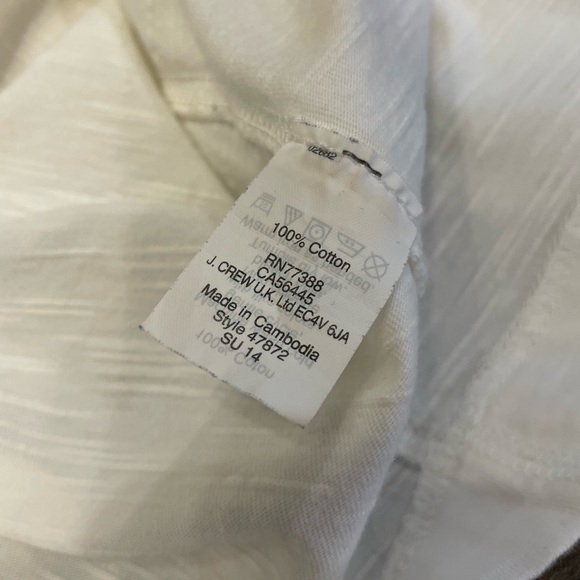 100% Cotton
RN77388
CA56445
J. CREW U.K. Ltd EC4V 6JA
Made in Cambodia
Style 47872
SU 14